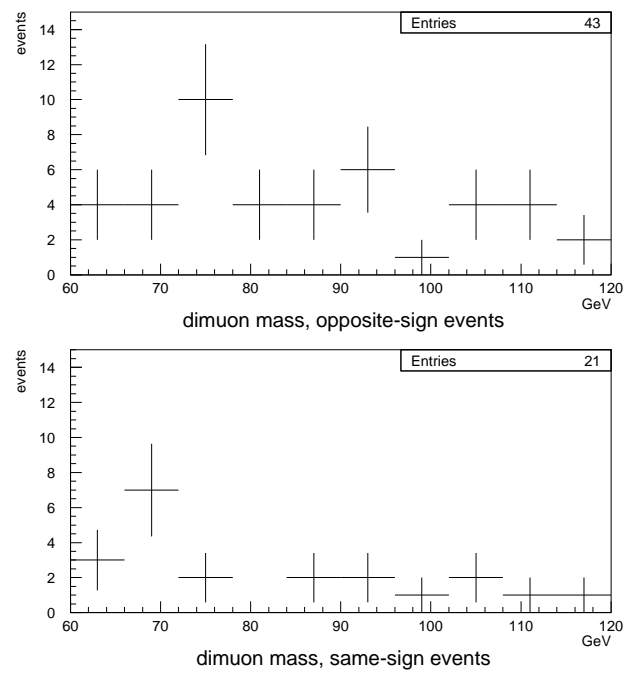 events
Entries 43
14
12
10
8
6
4
2
0
60 70 80 90 100 110 120
GeV
dimuon mass, opposite-sign events
events
Entries 21
14
12
10
8
6
4
2
0
60 70 80 90 100 110 120
GeV
dimuon mass, same-sign events